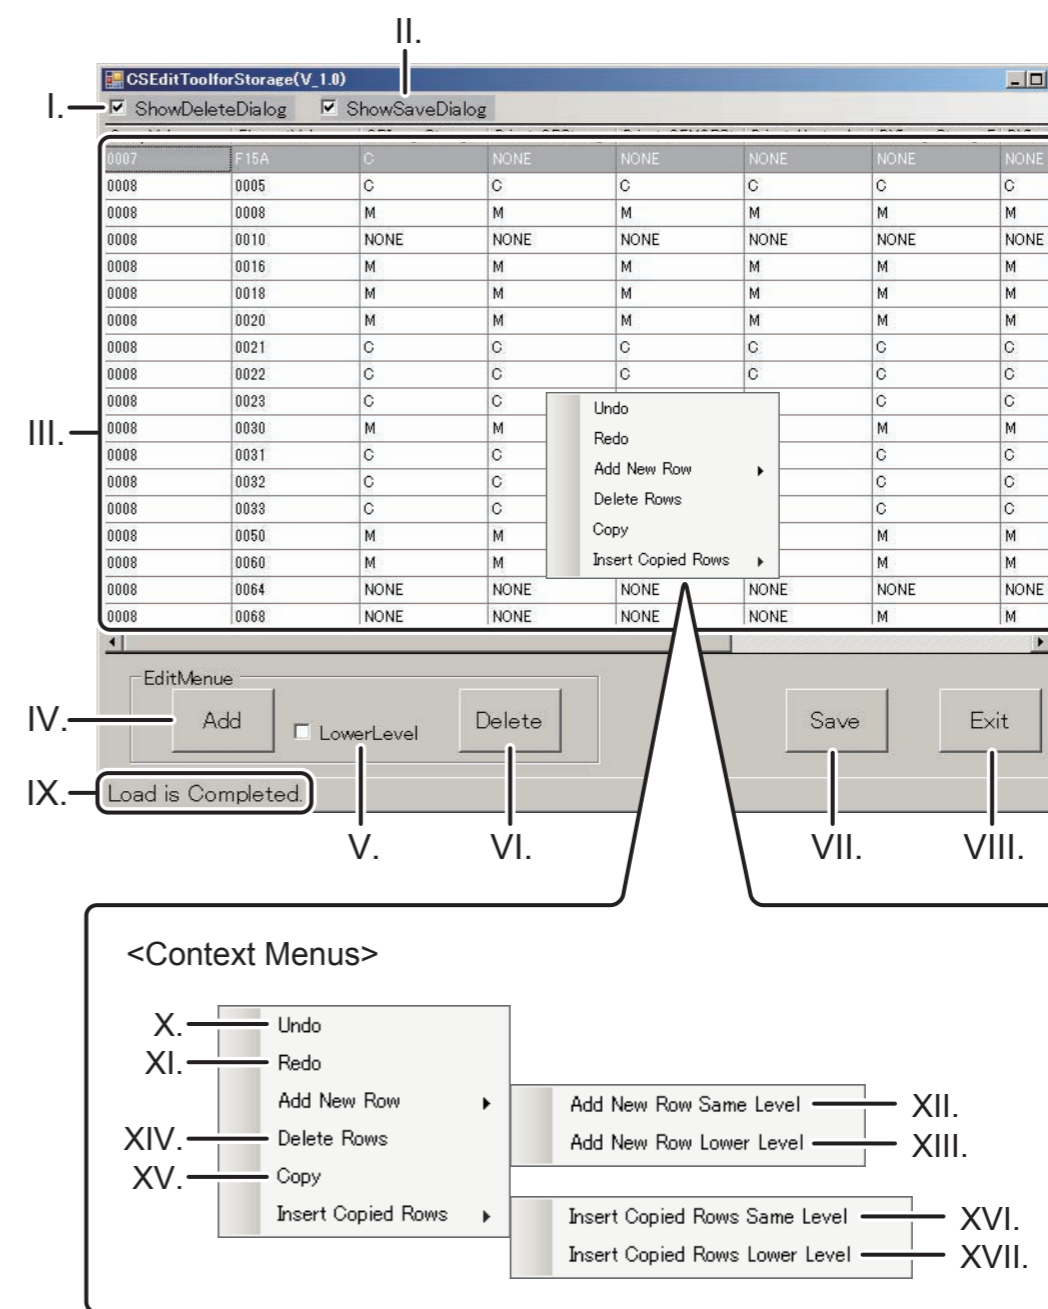 II.
CSEditToolforStorage(V_1.0)
I.
ShowDeleteDialog ShowSaveDialog
0007 F15A C NONE NONE NONE NONE NONE
0008 0005 C C C C C C
0008 0008 M M M M M M
0008 0010 NONE NONE NONE NONE NONE NONE
0008 0016 M M M M M M
0008 0018 M M M M M M
0008 0020 M M M M M M
0008 0021 C C C C C C
0008 0022 C C C C C C
0008 0023 C C C C
III.
0008 0030 M M M M
0008 0031 C C C C
0008 0032 C C C C
0008 0033 C C C C
0008 0050 M M M M
0008 0060 M M M M
0008 0064 NONE NONE NONE NONE NONE NONE
0008 0068 NONE NONE NONE NONE M M
Undo
Redo
Add New Row
Delete Rows
Copy
Insert Copied Rows
EditMenue
IV.
Add LowerLevel Delete Save Exit
IX.
Load is Completed.
V. VI. VII. VIII.
<Context Menus>
X. Undo
XI. Redo
Add New Row
Add New Row Same Level XII.
XIV. Delete Rows
Add New Row Lower Level XIII.
XV. Copy
Insert Copied Rows
Insert Copied Rows Same Level XVI.
Insert Copied Rows Lower Level XVII.